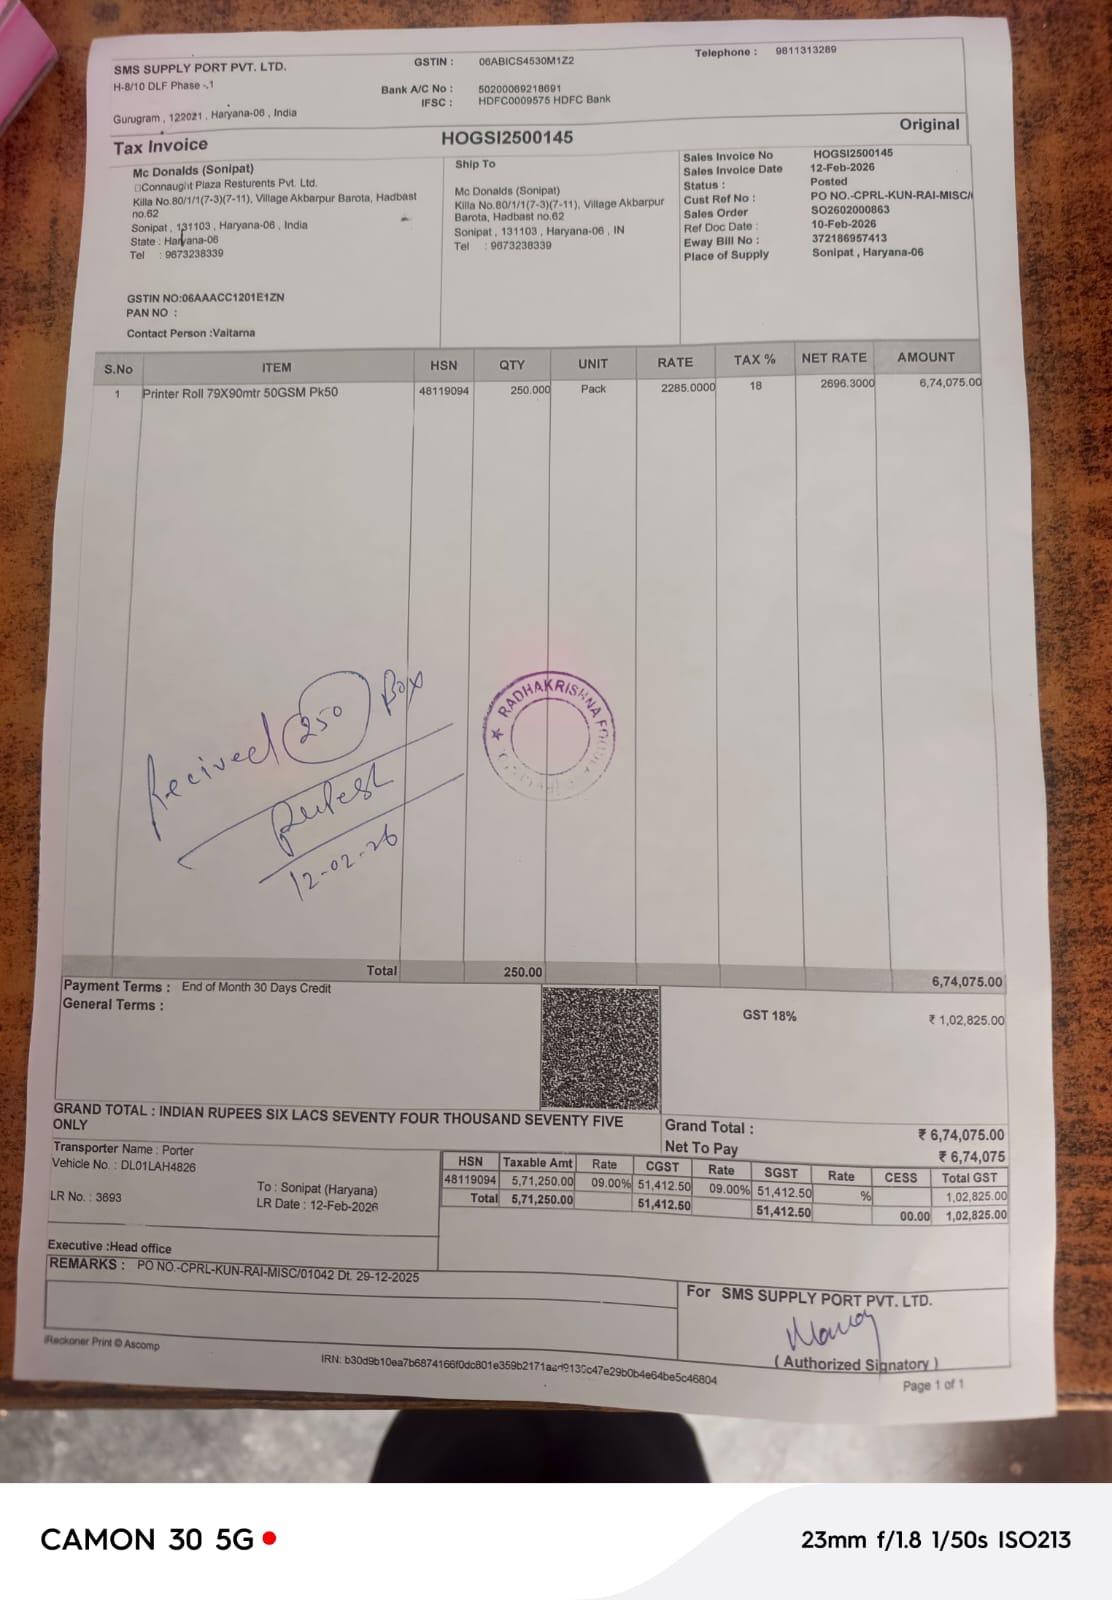 SMS SUPPLY PORT PVT. LTD.
H-8/10 DLF Phase -.1
Gurugram , 122021 , Haryana-06 , India
GSTIN : 06ABICS4530M1Z2
Bank A/C No : 50200069218691
IFSC : HDFC0009575 HDFC Bank
Telephone : 9811313289
Tax Invoice
HOGSI2500145
Original
Mc Donalds (Sonipat)
Connaught Plaza Resturents Pvt. Ltd.
Killa No.80/1/1(7-3)(7-11), Village Akbarpur Barota, Hadbast
no.62
Sonipat , 131103 , Haryana-06 , India
State : Haryana-06
Tel : 9673238339
GSTIN NO:06AAACC1201E1ZN
PAN NO :
Contact Person :Vaitarna
Ship To
Mc Donalds (Sonipat)
Killa No.80/1/1(7-3)(7-11), Village Akbarpur
Barota, Hadbast no.62
Sonipat , 131103 , Haryana-06 , IN
Tel : 9673238339
Sales Invoice No HOGSI2500145
Sales Invoice Date 12-Feb-2026
Status : Posted
Cust Ref No : PO NO.-CPRL-KUN-RAI-MISC/
Sales Order SO2602000863
Ref Doc Date : 10-Feb-2026
Eway Bill No : 372186957413
Place of Supply Sonipat , Haryana-06
S.No ITEM HSN QTY UNIT RATE TAX % NET RATE AMOUNT
1 Printer Roll 79X90mtr 50GSM Pk50 48119094 250.000 Pack 2285.0000 18 2696.3000 6,74,075.00
Recived 250 Box
12-02-26
RADHAKRISHNA
Total 250.00 6,74,075.00
Payment Terms : End of Month 30 Days Credit
General Terms :
GST 18% ₹ 1,02,825.00
GRAND TOTAL : INDIAN RUPEES SIX LACS SEVENTY FOUR THOUSAND SEVENTY FIVE
ONLY
Grand Total : ₹ 6,74,075.00
Net To Pay ₹ 6,74,075
Transporter Name : Porter
Vehicle No. : DL01LAH4826
To : Sonipat (Haryana)
LR No. : 3693
LR Date : 12-Feb-2026
HSN Taxable Amt Rate CGST Rate SGST Rate CESS Total GST
48119094 5,71,250.00 09.00% 51,412.50 09.00% 51,412.50 % 1,02,825.00
Total 5,71,250.00 51,412.50 51,412.50 00.00 1,02,825.00
Executive :Head office
REMARKS : PO NO.-CPRL-KUN-RAI-MISC/01042 Dt. 29-12-2025
For SMS SUPPLY PORT PVT. LTD.
( Authorized Signatory )
iReckoner Print © Ascomp
Page 1 of 1
CAMON 30 5G
23mm f/1.8 1/50s ISO213